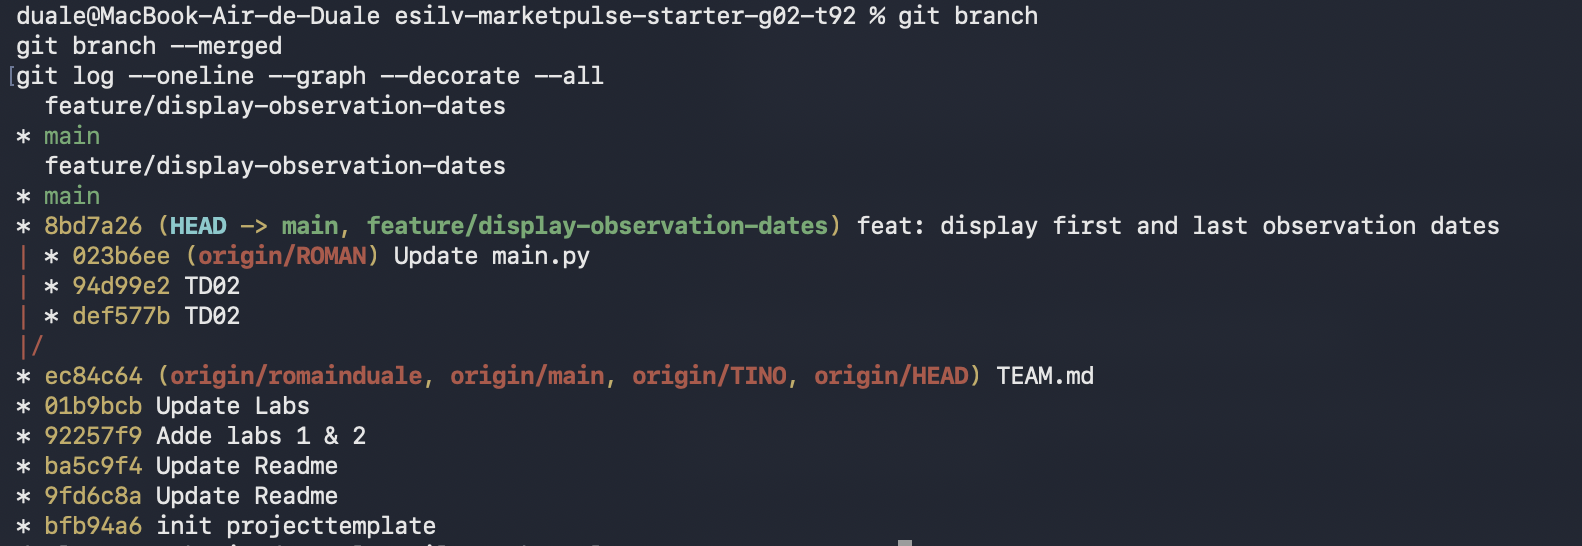 duale@MacBook-Air-de-Duale esilv-marketpulse-starter-g02-t92 % git branch
git branch --merged
[git log --oneline --graph --decorate --all
  feature/display-observation-dates
* main
  feature/display-observation-dates
* main
* 8bd7a26 (HEAD -> main, feature/display-observation-dates) feat: display first and last observation dates
| * 023b6ee (origin/ROMAN) Update main.py
| * 94d99e2 TD02
| * def577b TD02
|/
* ec84c64 (origin/romainduale, origin/main, origin/TINO, origin/HEAD) TEAM.md
* 01b9bcb Update Labs
* 92257f9 Adde labs 1 & 2
* ba5c9f4 Update Readme
* 9fd6c8a Update Readme
* bfb94a6 init projecttemplate